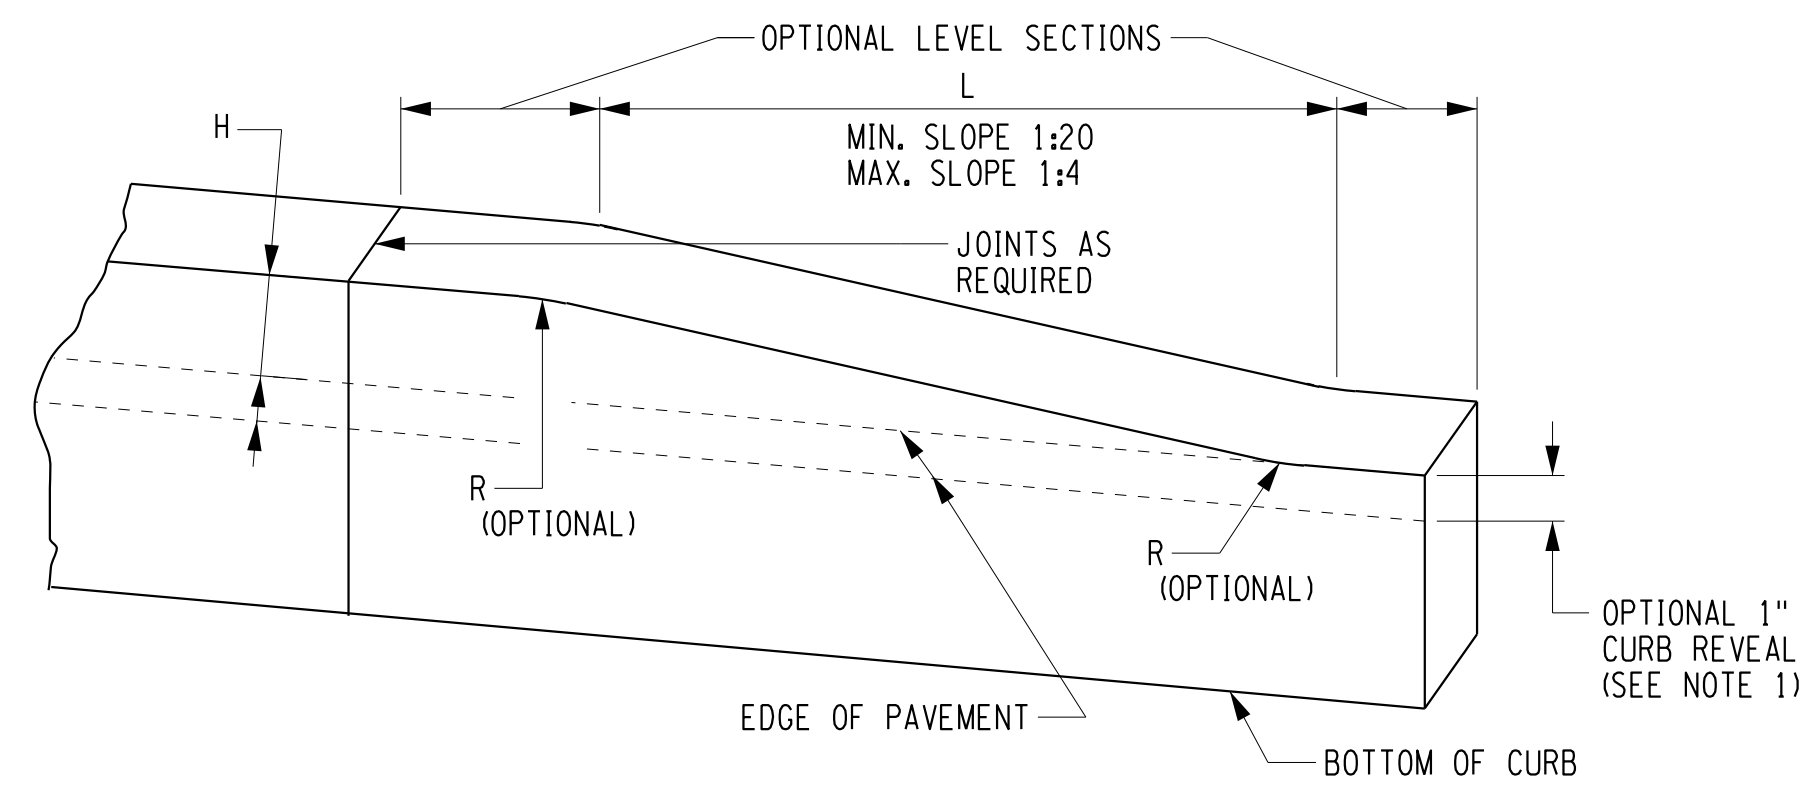 OPTIONAL LEVEL SECTIONS
L
MIN. SLOPE 1:20
MAX. SLOPE 1:4
H
JOINTS AS
REQUIRED
R
(OPTIONAL)
R
(OPTIONAL)
OPTIONAL 1"
CURB REVEAL
(SEE NOTE 1)
EDGE OF PAVEMENT
BOTTOM OF CURB